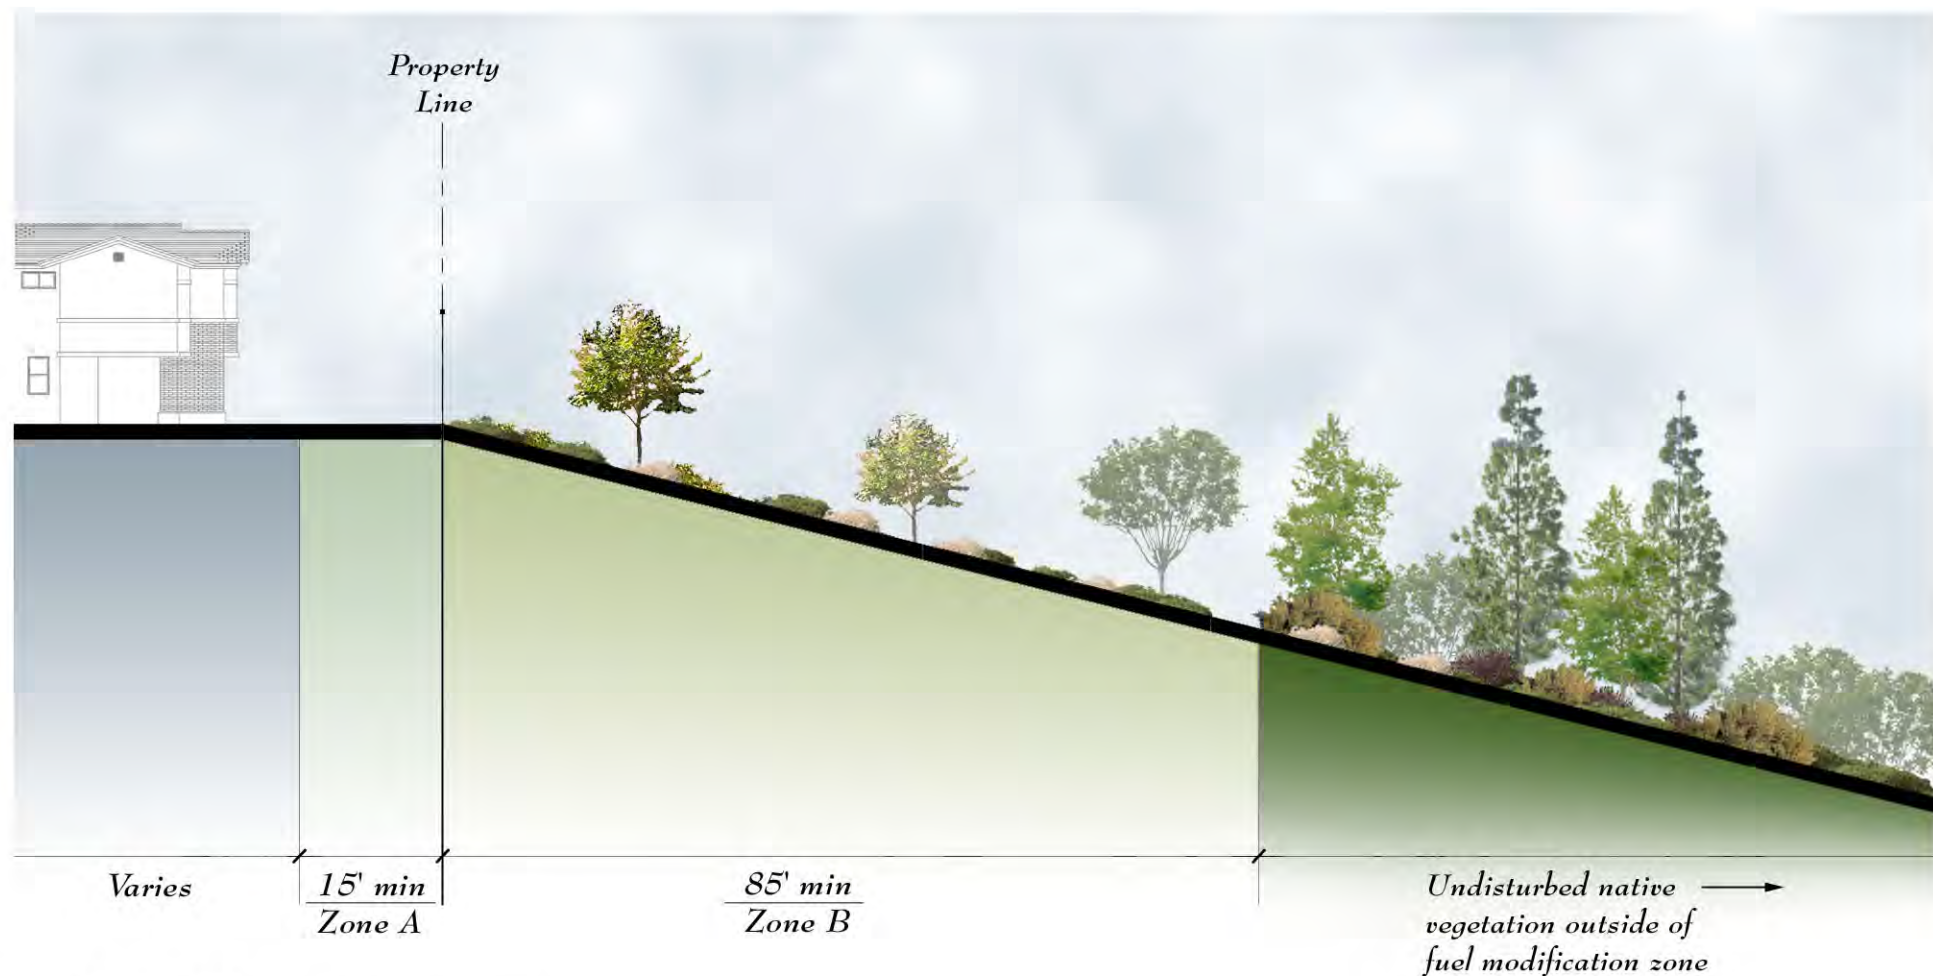 Property
Line
Varies
15' min
Zone A
85' min
Zone B
Undisturbed native
vegetation outside of
fuel modification zone